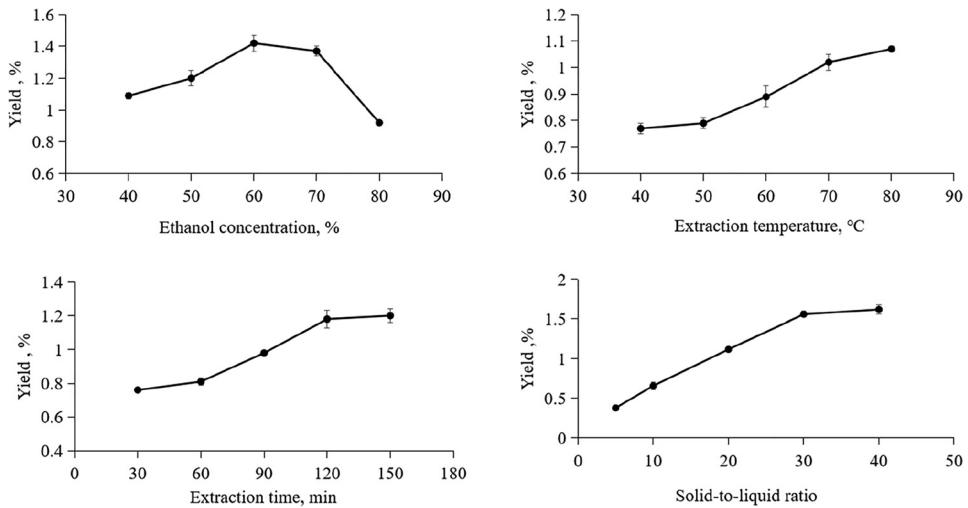 1.6
1.4
1.2
1
0.8
0.6
Yield , %
30 40 50 60 70 80 90
Ethanol concentration, %
1.2
1.1
1
0.9
0.8
0.7
0.6
Yield, %
30 40 50 60 70 80 90
Extraction temperature, °C
1.4
1.2
1
0.8
0.6
0.4
Yield , %
0 30 60 90 120 150 180
Extraction time, min
2
1.5
1
0.5
0
Yield ,%
0 10 20 30 40 50
Solid-to-liquid ratio